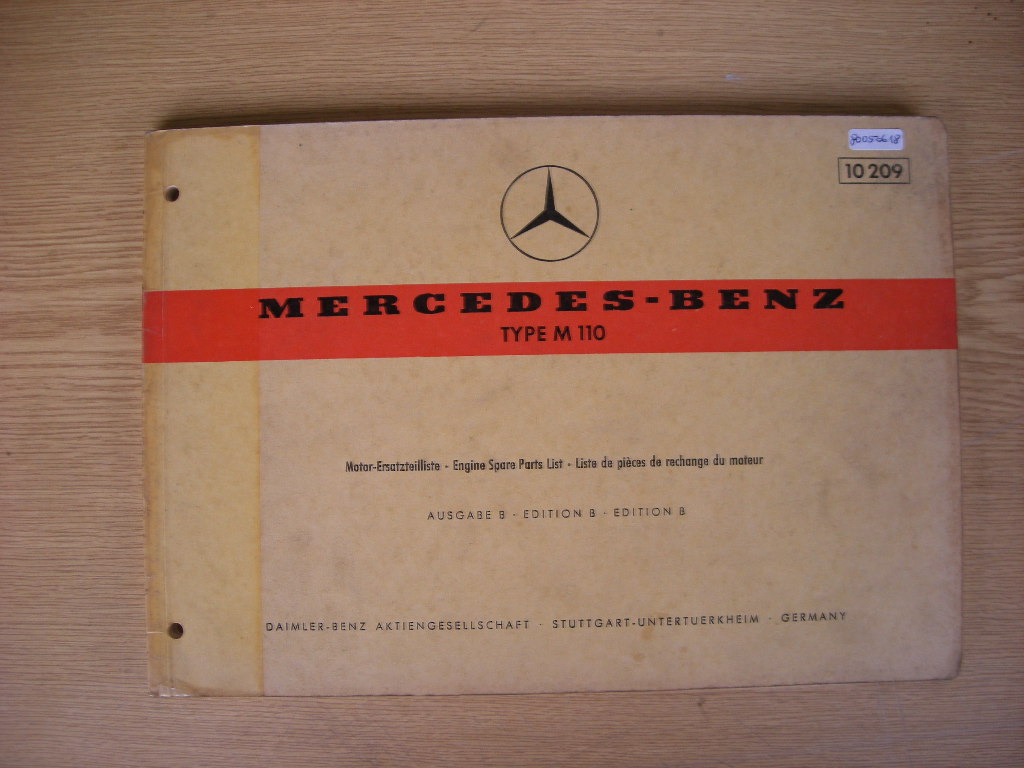 80053618
10 209
MERCEDES-BENZ
TYPE M 110
Motor-Ersatzteilliste - Engine Spare Parts List - Liste de pièces de rechange du moteur
AUSGABE B - EDITION B - EDITION B
DAIMLER-BENZ AKTIENGESELLSCHAFT · STUTTGART-UNTERTUERKHEIM · GERMANY